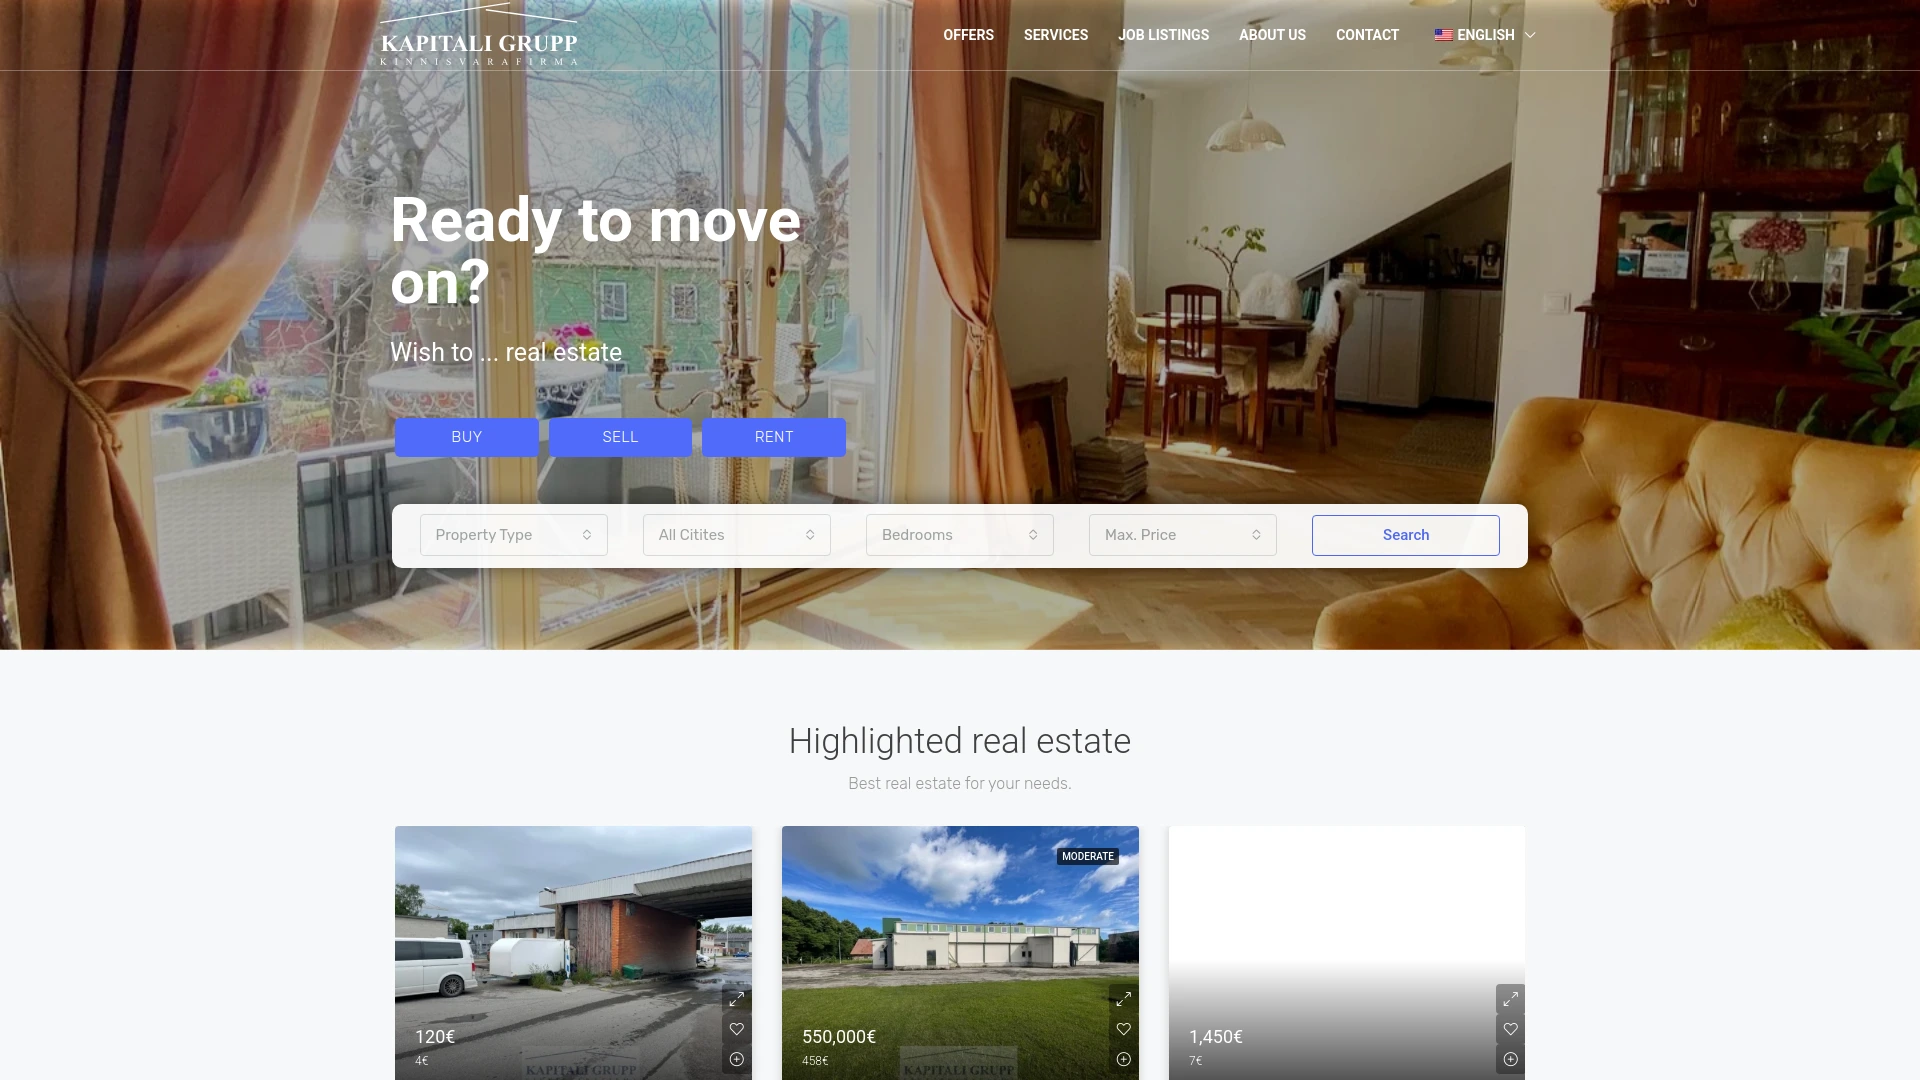 KAPITALI GRUPP
KINNISVARAFIRMA
OFFERS
SERVICES
JOB LISTINGS
ABOUT US
CONTACT
ENGLISH
Ready to move
on?
Wish to ... real estate
BUY
SELL
RENT
Property Type
All Citites
Bedrooms
Max. Price
Search
Highlighted real estate
Best real estate for your needs.
120€
4€
KAPITALI GRUPP
MODERATE
550,000€
458€
KAPITALI GRUPP
1,450€
7€